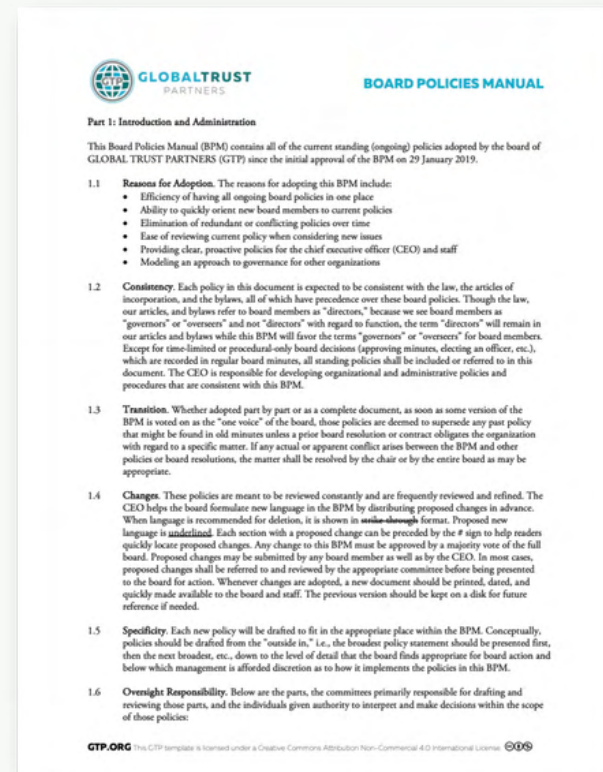 GTP
GLOBALTRUST
PARTNERS
BOARD POLICIES MANUAL
Part 1: Introduction and Administration
This Board Policies Manual (BPM) contains all of the current standing (ongoing) policies adopted by the board of
GLOBAL TRUST PARTNERS (GTP) since the initial approval of the BPM on 29 January 2019.
1.1 Reasons for Adoption. The reasons for adopting this BPM include:
• Efficiency of having all ongoing board policies in one place
• Ability to quickly orient new board members to current policies
• Elimination of redundant or conflicting policies over time
• Ease of reviewing current policy when considering new issues
• Providing clear, proactive policies for the chief executive officer (CEO) and staff
• Modeling an approach to governance for other organizations
1.2 Consistency. Each policy in this document is expected to be consistent with the law, the articles of
incorporation, and the bylaws, all of which have precedence over these board policies. Though the law,
our articles, and bylaws refer to board members as "directors," because we see board members as
"governors" or "overseers" and not "directors" with regard to function, the term "directors" will remain in
our articles and bylaws while this BPM will favor the terms "governors" or "overseers" for board members.
Except for time-limited or procedural-only board decisions (approving minutes, electing an officer, etc.),
which are recorded in regular board minutes, all standing policies shall be included or referred to in this
document. The CEO is responsible for developing organizational and administrative policies and
procedures that are consistent with this BPM.
1.3 Transition. Whether adopted part by part or as a complete document, as soon as some version of the
BPM is voted on as the "one voice" of the board, those policies are deemed to supersede any past policy
that might be found in old minutes unless a prior board resolution or contract obligates the organization
with regard to a specific matter. If any actual or apparent conflict arises between the BPM and other
policies or board resolutions, the matter shall be resolved by the chair or by the entire board as may be
appropriate.
1.4 Changes. These policies are meant to be reviewed constantly and are frequently reviewed and refined. The
CEO helps the board formulate new language in the BPM by distributing proposed changes in advance.
When language is recommended for deletion, it is shown in strike-through format. Proposed new
language is underlined. Each section with a proposed change can be preceded by the # sign to help readers
quickly locate proposed changes. Any change to this BPM must be approved by a majority vote of the full
board. Proposed changes may be submitted by any board member as well as by the CEO. In most cases,
proposed changes shall be referred to and reviewed by the appropriate committee before being presented
to the board for action. Whenever changes are adopted, a new document should be printed, dated, and
quickly made available to the board and staff. The previous version should be kept on a disk for future
reference if needed.
1.5 Specificity. Each new policy will be drafted to fit in the appropriate place within the BPM. Conceptually,
policies should be drafted from the "outside in," i.e., the broadest policy statement should be presented first,
then the next broadest, etc., down to the level of detail that the board finds appropriate for board action and
below which management is afforded discretion as to how it implements the policies in this BPM.
1.6 Oversight Responsibility. Below are the parts, the committees primarily responsible for drafting and
reviewing those parts, and the individuals given authority to interpret and make decisions within the scope
of those policies:
GTP.ORG This GTP template is licensed under a Creative Commons Attribution Non-Commercial 4.0 International License.